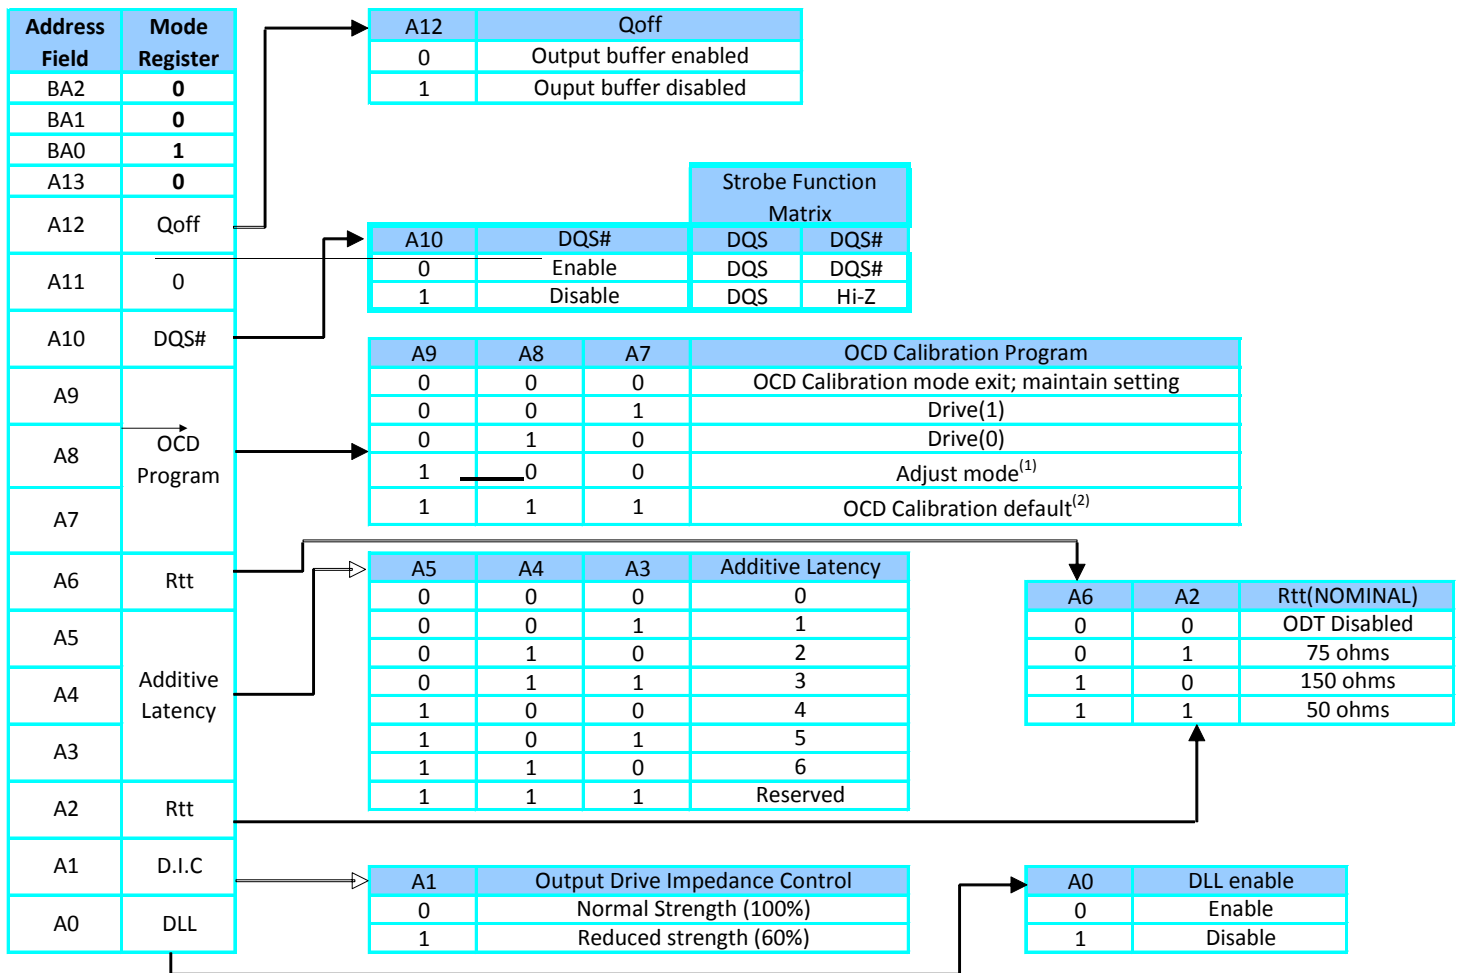 Address Field Mode Register
BA2 0
BA1 0
BA0 1
A13 0
A12 Qoff
A11 0
A10 DQS#
A9
A8
A7
OCD
Program
A6 Rtt
A5
A4
A3
Additive
Latency
A2 Rtt
A1 D.I.C
A0 DLL
A12 Qoff
0 Output buffer enabled
1 Ouput buffer disabled
Strobe Function
Matrix
A10 DQS# DQS DQS#
0 Enable DQS DQS#
1 Disable DQS Hi-Z
A9 A8 A7 OCD Calibration Program
0 0 0 OCD Calibration mode exit; maintain setting
0 0 1 Drive(1)
0 1 0 Drive(0)
1 0 0 Adjust mode(1)
1 1 1 OCD Calibration default(2)
A5 A4 A3 Additive Latency
0 0 0 0
0 0 1 1
0 1 0 2
0 1 1 3
1 0 0 4
1 0 1 5
1 1 0 6
1 1 1 Reserved
A6 A2 Rtt(NOMINAL)
0 0 ODT Disabled
0 1 75 ohms
1 0 150 ohms
1 1 50 ohms
A1 Output Drive Impedance Control
0 Normal Strength (100%)
1 Reduced strength (60%)
A0 DLL enable
0 Enable
1 Disable